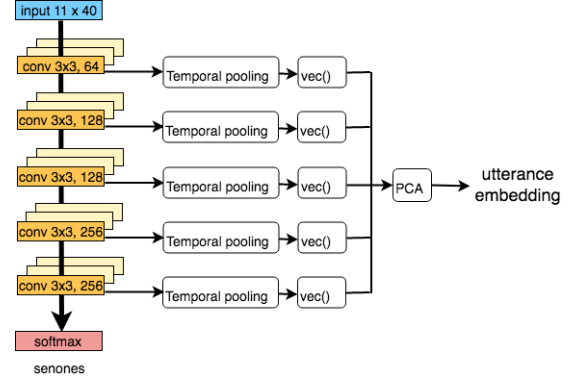 input 11 x 40
conv 3x3, 64
Temporal pooling
vec()
conv 3x3, 128
Temporal pooling
vec()
conv 3x3, 128
Temporal pooling
vec()
PCA
utterance
embedding
conv 3x3, 256
Temporal pooling
vec()
conv 3x3, 256
Temporal pooling
vec()
softmax
senones